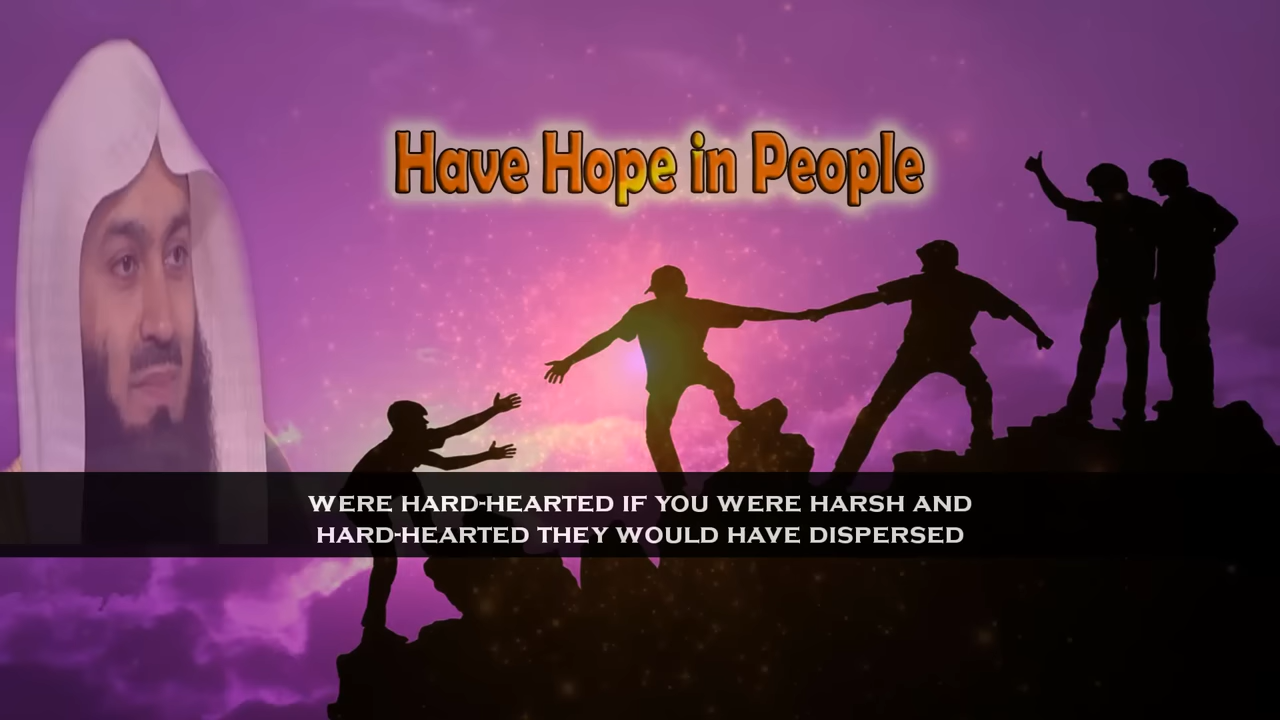 Have Hope in People
WERE HARD-HEARTED IF YOU WERE HARSH AND
HARD-HEARTED THEY WOULD HAVE DISPERSED